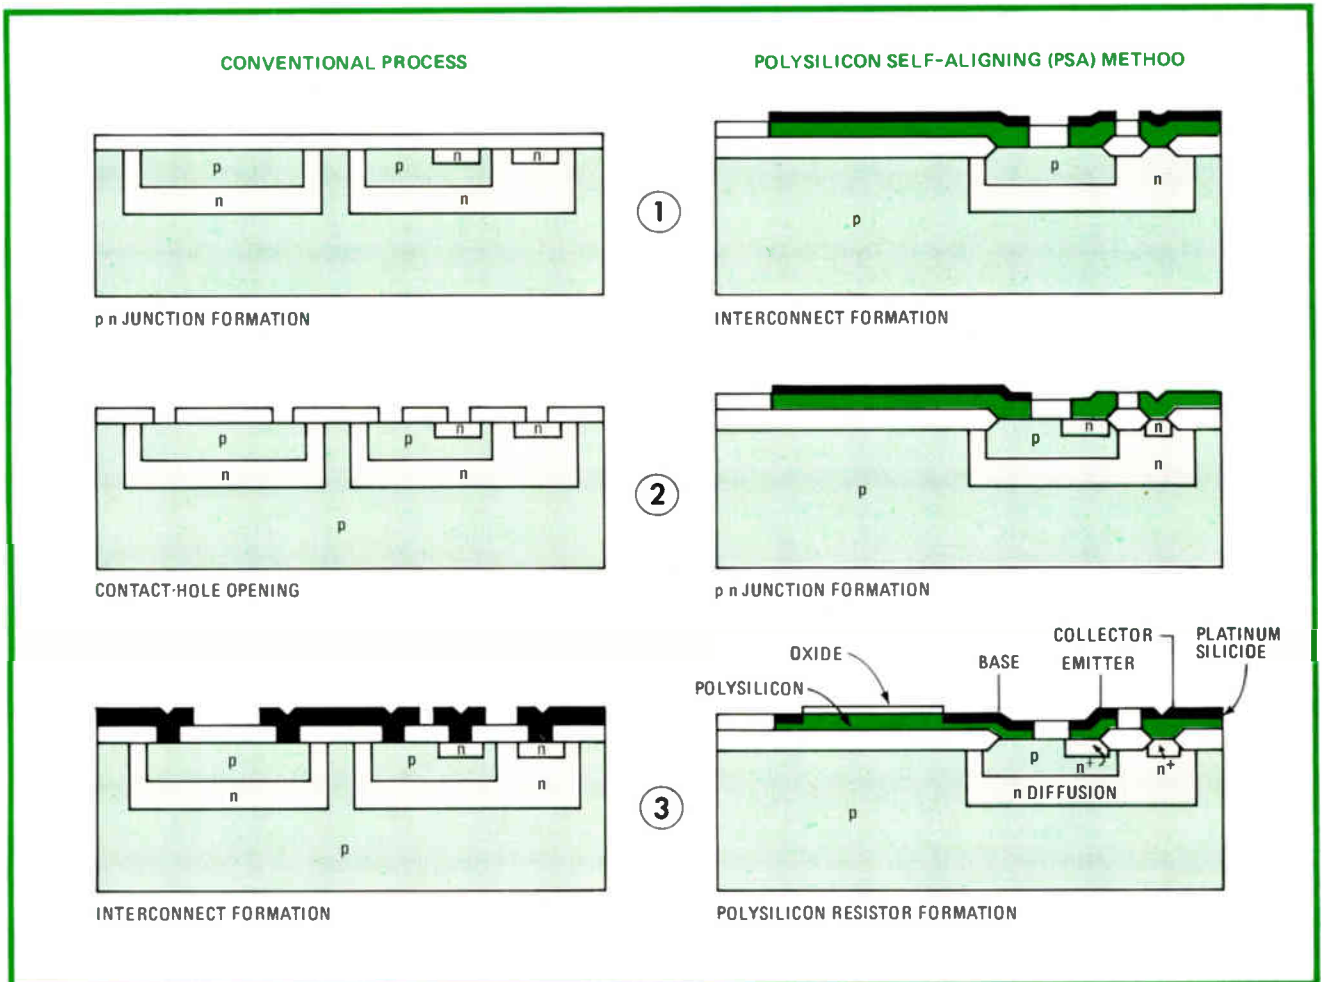 CONVENTIONAL PROCESS
POLYSILICON SELF-ALIGNING (PSA) METHOD
p
n
p
n
n
n
p n JUNCTION FORMATION
1
p
n
p
INTERCONNECT FORMATION
p
n
p
n
n
n
p
CONTACT-HOLE OPENING
2
n
p
n
n
p
p n JUNCTION FORMATION
p
n
p
n
n
n
p
INTERCONNECT FORMATION
3
OXIDE
POLYSILICON
BASE
COLLECTOR
EMITTER
PLATINUM
SILICIDE
p
n+
n+
n DIFFUSION
p
POLYSILICON RESISTOR FORMATION